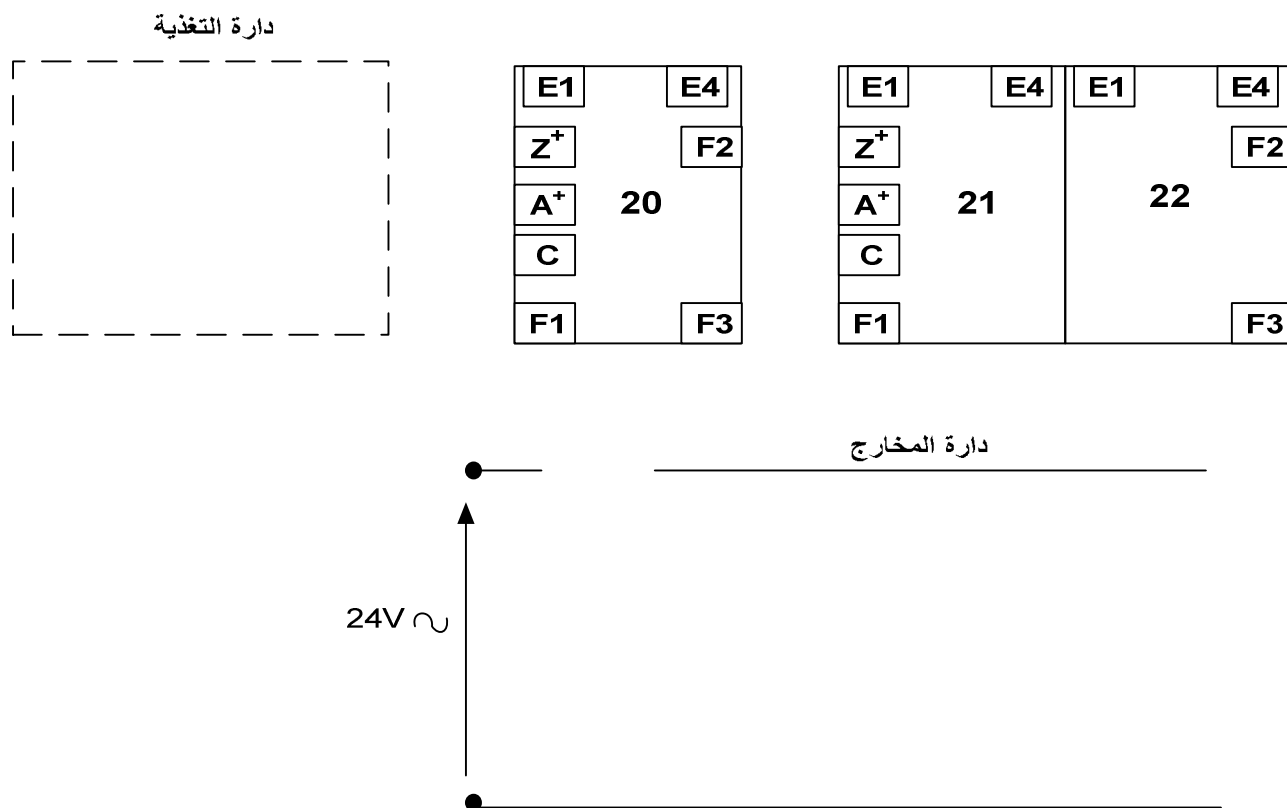 دارة التغذية
E1 E4 E1 E4 E1 E4
Z+ F2 Z+ F2
A+ 20 A+ 21 22
C C
F1 F3 F1 F3
دارة المخارج
24V ~